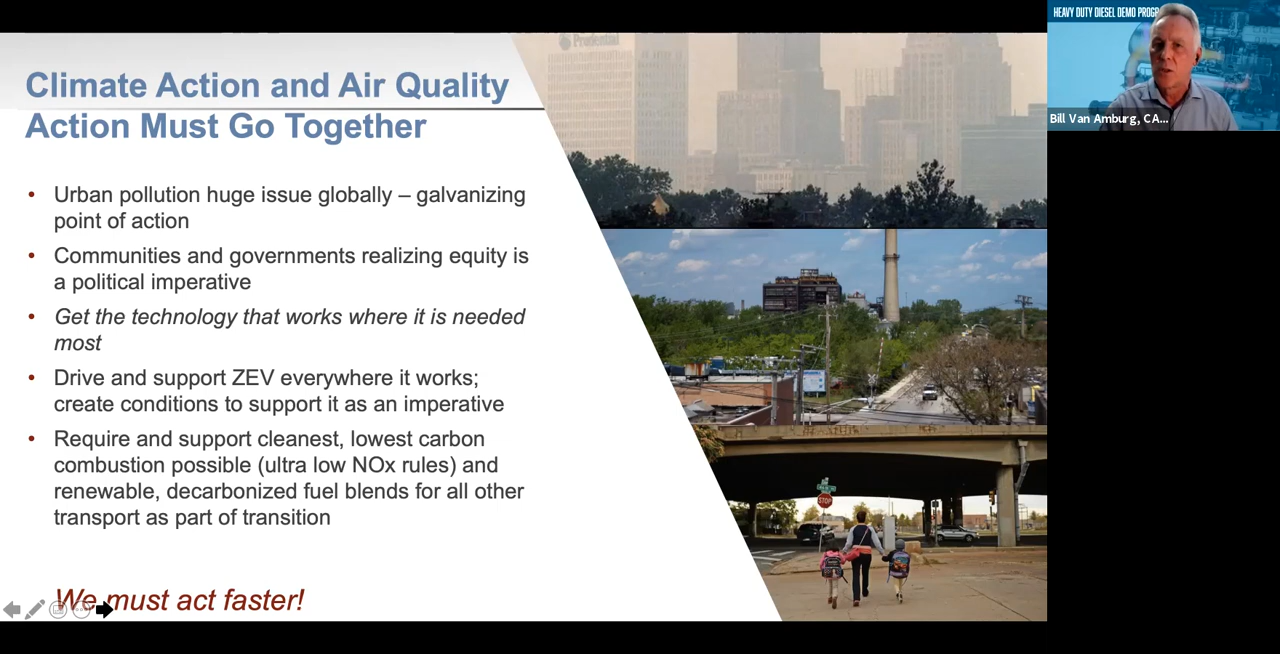 Climate Action and Air Quality
Action Must Go Together
• Urban pollution huge issue globally – galvanizing
point of action
• Communities and governments realizing equity is
a political imperative
• Get the technology that works where it is needed
most
• Drive and support ZEV everywhere it works;
create conditions to support it as an imperative
• Require and support cleanest, lowest carbon
combustion possible (ultra low NOx rules) and
renewable, decarbonized fuel blends for all other
transport as part of transition
We must act faster!
Prudential
STOP
HEAVY DUTY DIESEL DEMO PROG
Bill Van Amburg, CA...